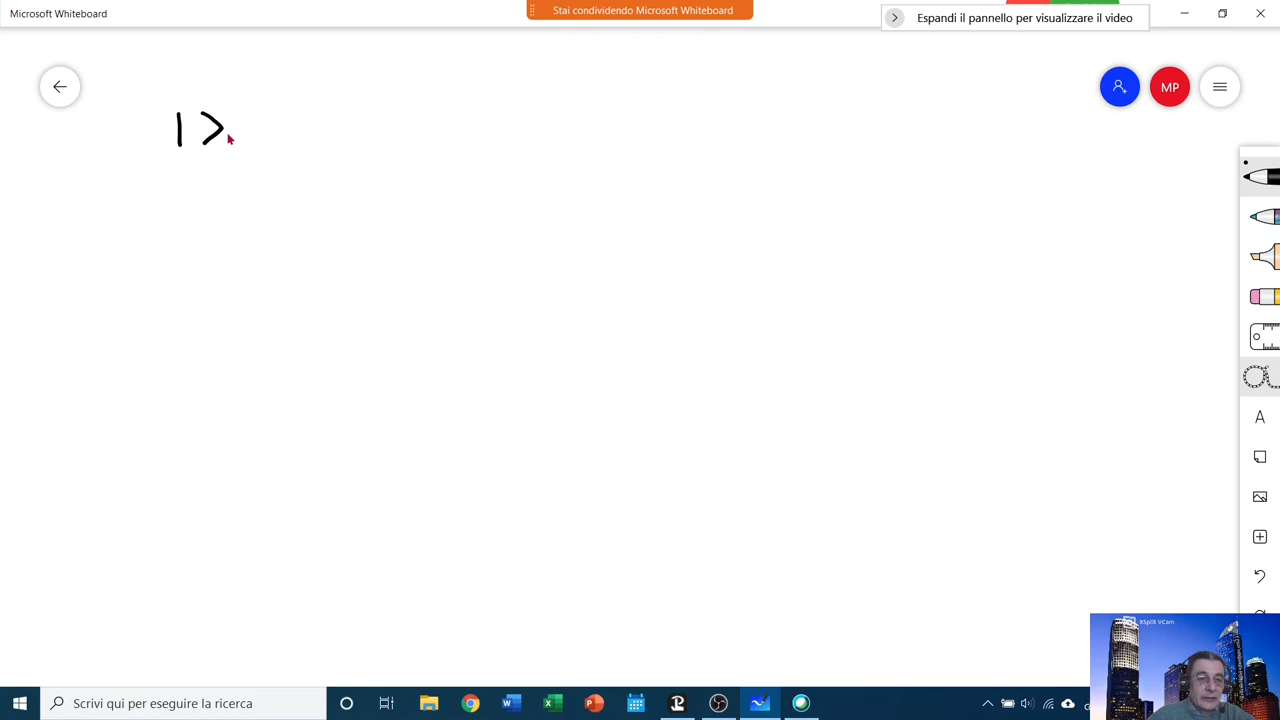 Microsoft Whiteboard
Stai condividendo Microsoft Whiteboard
Espandi il pannello per visualizzare il video
MP
| >
A
XSplit VCam
Scrivi qui per eseguire la ricerca